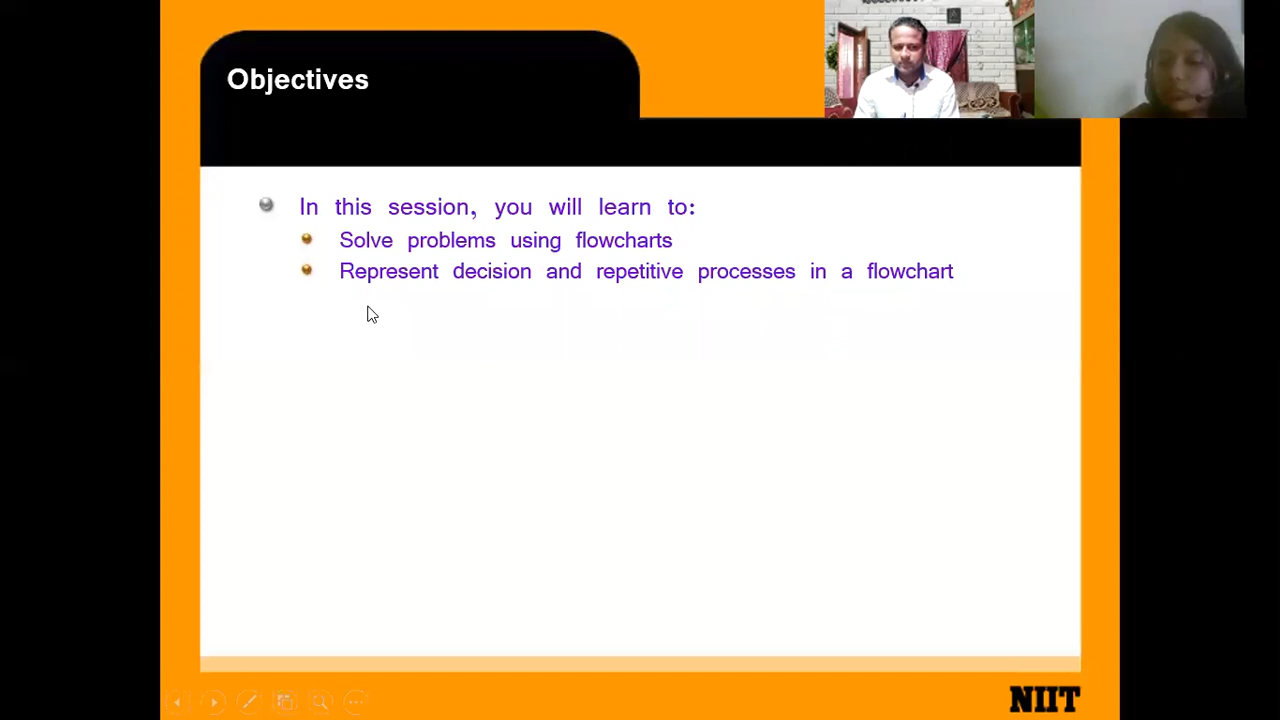 Objectives
In this session, you will learn to:
Solve problems using flowcharts
Represent decision and repetitive processes in a flowchart
NIIT